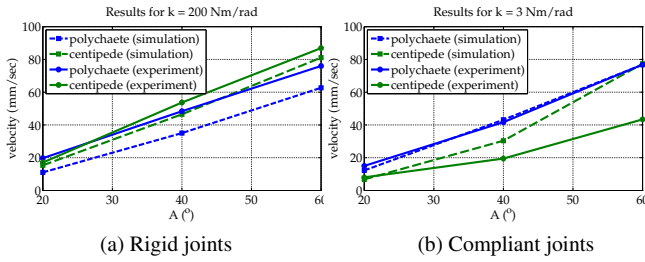 Results for k = 200 Nm/rad
100
80
60
40
20
0
20
30
40
50
60
velocity (mm/sec)
A (°)
polychaete (simulation)
centipede (simulation)
polychaete (experiment)
centipede (experiment)
(a) Rigid joints
Results for k = 3 Nm/rad
100
80
60
40
20
0
20
30
40
50
60
velocity (mm/sec)
A (°)
polychaete (simulation)
centipede (simulation)
polychaete (experiment)
centipede (experiment)
(b) Compliant joints